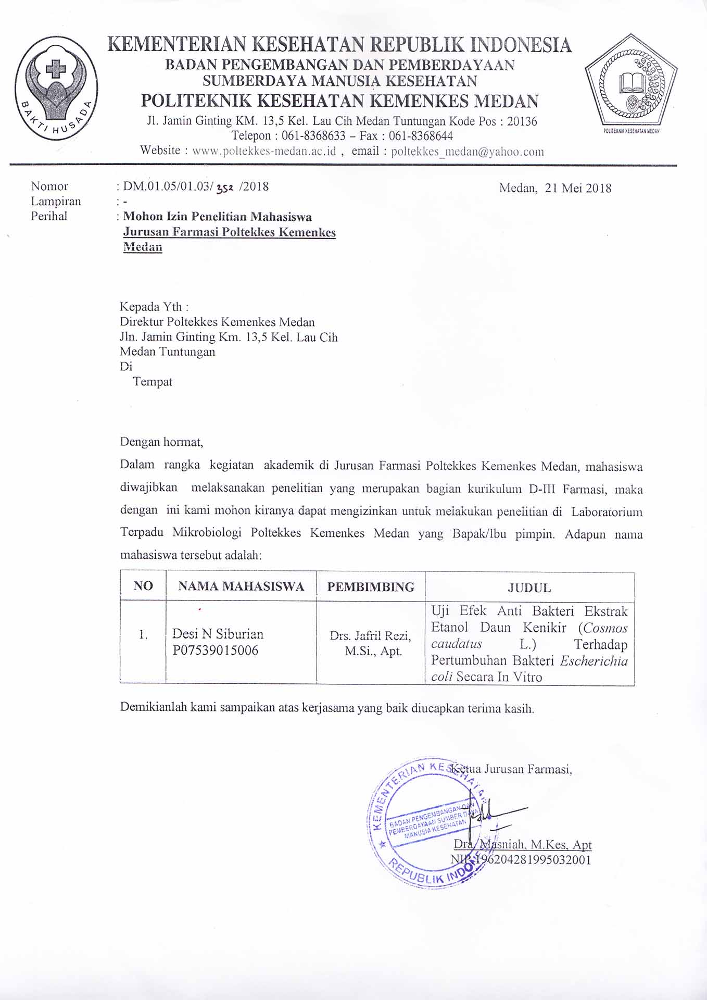 KEMENTERIAN KESEHATAN REPUBLIK INDONESIA
BADAN PENGEMBANGAN DAN PEMBERDAYAAN
SUMBERDAYA MANUSIA KESEHATAN
POLITEKNIK KESEHATAN KEMENKES MEDAN
Jl. Jamin Ginting KM. 13,5 Kel. Lau Cih Medan Tuntungan Kode Pos : 20136
Telepon : 061-8368633 – Fax : 061-8368644
Website : www.poltekkes-medan.ac.id , email : poltekkes_medan@yahoo.com
BAKTI HUSADA
POLITEKNIK KESEHATAN MEDAN
Nomor : DM.01.05/01.03/ 352 /2018 Medan, 21 Mei 2018
Lampiran : -
Perihal : Mohon Izin Penelitian Mahasiswa
Jurusan Farmasi Poltekkes Kemenkes
Medan
Kepada Yth :
Direktur Poltekkes Kemenkes Medan
Jln. Jamin Ginting Km. 13,5 Kel. Lau Cih
Medan Tuntungan
Di
Tempat
Dengan hormat,
Dalam rangka kegiatan akademik di Jurusan Farmasi Poltekkes Kemenkes Medan, mahasiswa
diwajibkan melaksanakan penelitian yang merupakan bagian kurikulum D-III Farmasi, maka
dengan ini kami mohon kiranya dapat mengizinkan untuk melakukan penelitian di Laboratorium
Terpadu Mikrobiologi Poltekkes Kemenkes Medan yang Bapak/Ibu pimpin. Adapun nama
mahasiswa tersebut adalah:
NO NAMA MAHASISWA PEMBIMBING JUDUL
1.
Desi N Siburian
P07539015006
Drs. Jafril Rezi,
M.Si., Apt.
Uji Efek Anti Bakteri Ekstrak
Etanol Daun Kenikir (Cosmos
caudatus L.) Terhadap
Pertumbuhan Bakteri Escherichia
coli Secara In Vitro
Demikianlah kami sampaikan atas kerjasama yang baik diucapkan terima kasih.
Ketua Jurusan Farmasi,
KEMENTERIAN KESEHATAN
BADAN PENGEMBANGAN DAN
PEMBERDAYAAN SUMBER DAYA
MANUSIA KESEHATAN
REPUBLIK INDONESIA
Dra. Masniah, M.Kes, Apt
NIP.196204281995032001